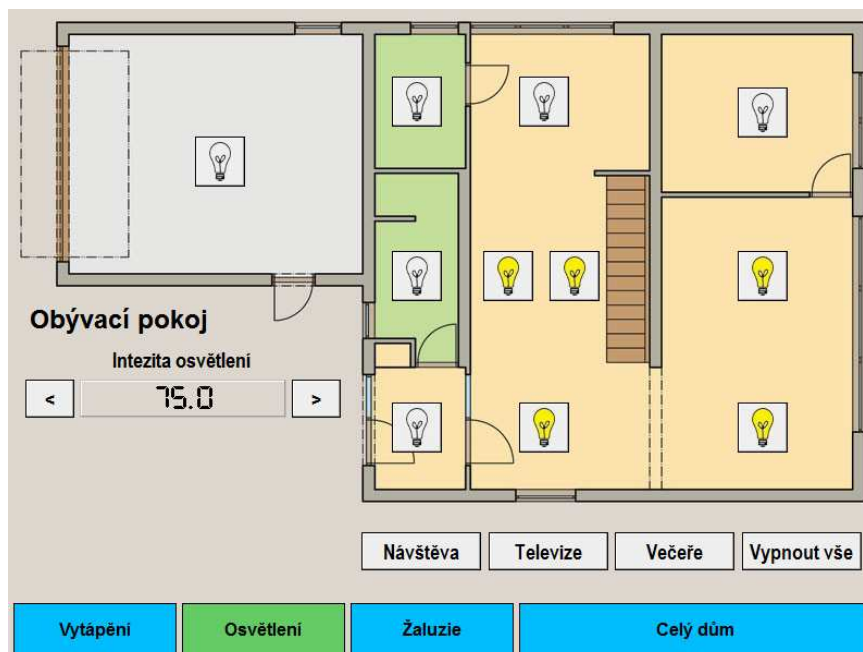 Obývací pokoj
Intezita osvětlení
< 75.0 >
Návštěva Televize Večeře Vypnout vše
Vytápění Osvětlení Žaluzie Celý dům